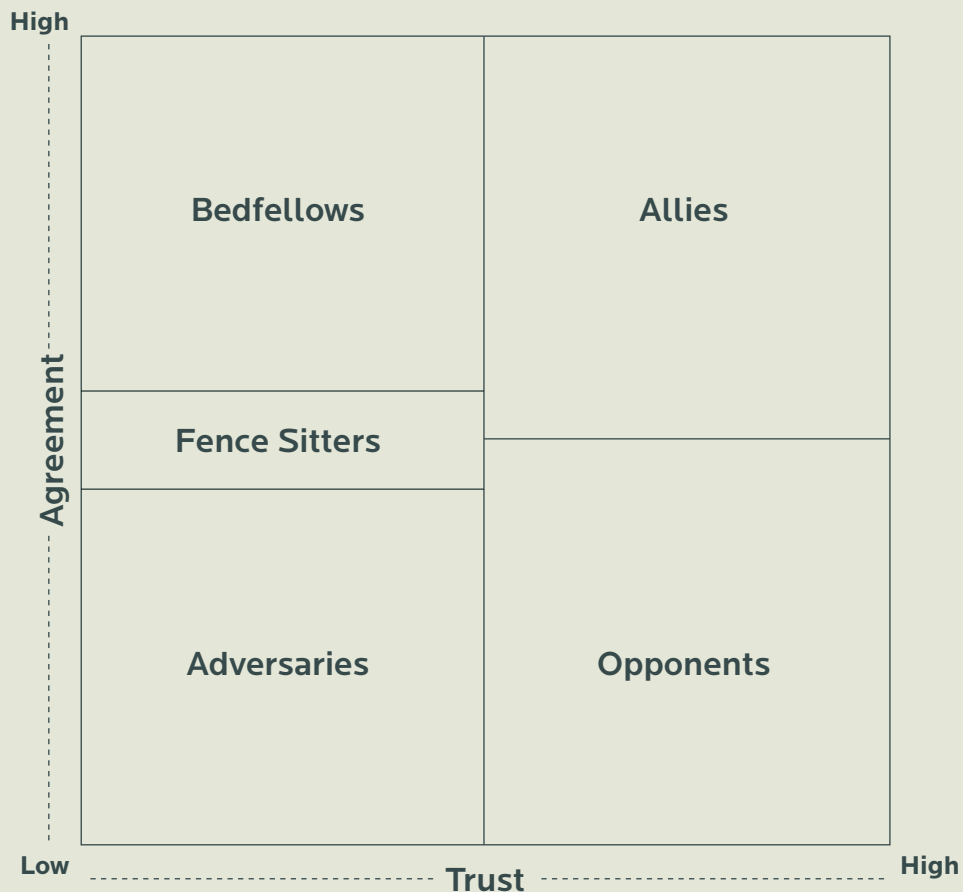 High
Bedfellows
Allies
Agreement
Fence Sitters
Adversaries
Opponents
Low
Trust
High